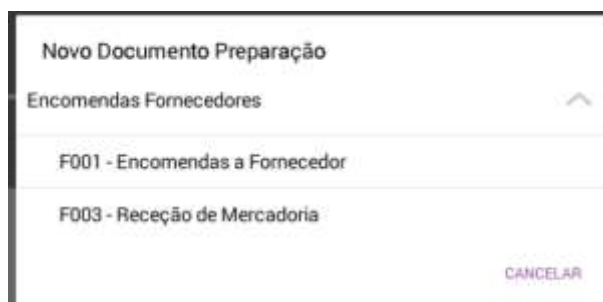 Novo Documento Preparação
Encomendas Fornecedores
F001 - Encomendas a Fornecedor
F003 - Receção de Mercadoria
CANCELAR